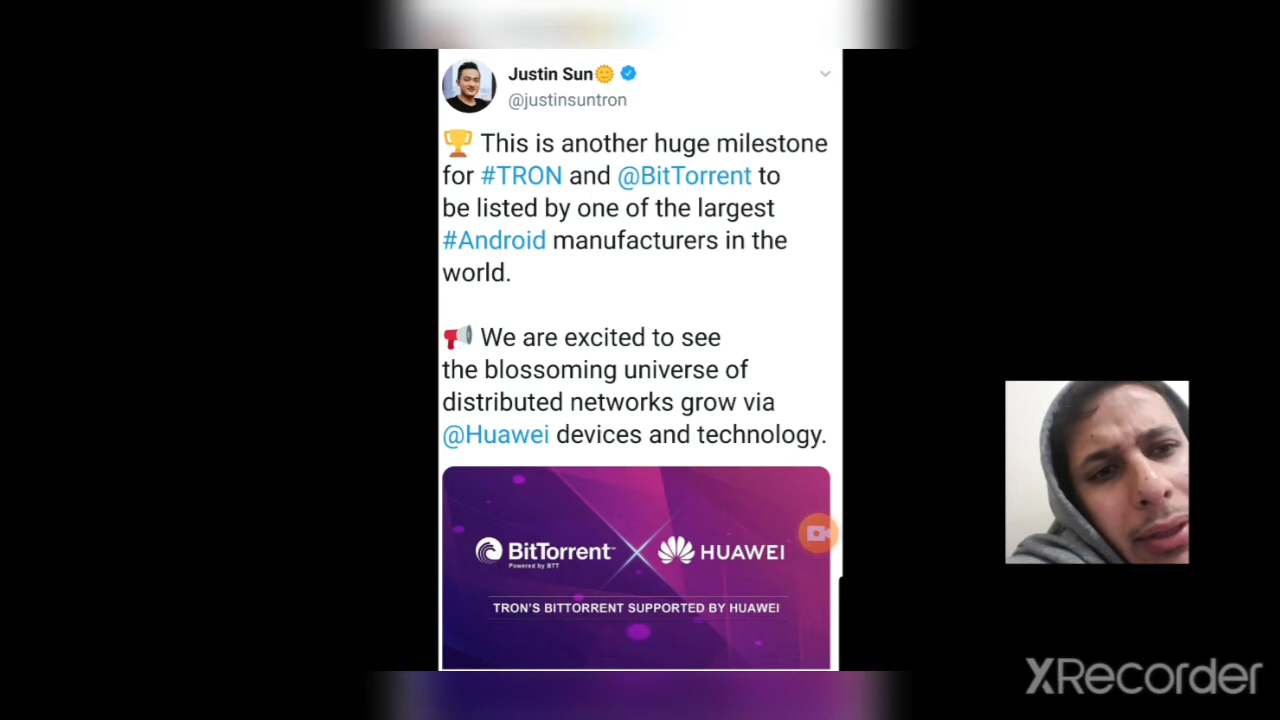 Justin Sun🌞
@justinsuntron
🏆 This is another huge milestone
for #TRON and @BitTorrent to
be listed by one of the largest
#Android manufacturers in the
world.
📢 We are excited to see
the blossoming universe of
distributed networks grow via
@Huawei devices and technology.
BitTorrent™
Powered by BTT
HUAWEI
TRON'S BITTORRENT SUPPORTED BY HUAWEI
XRecorder